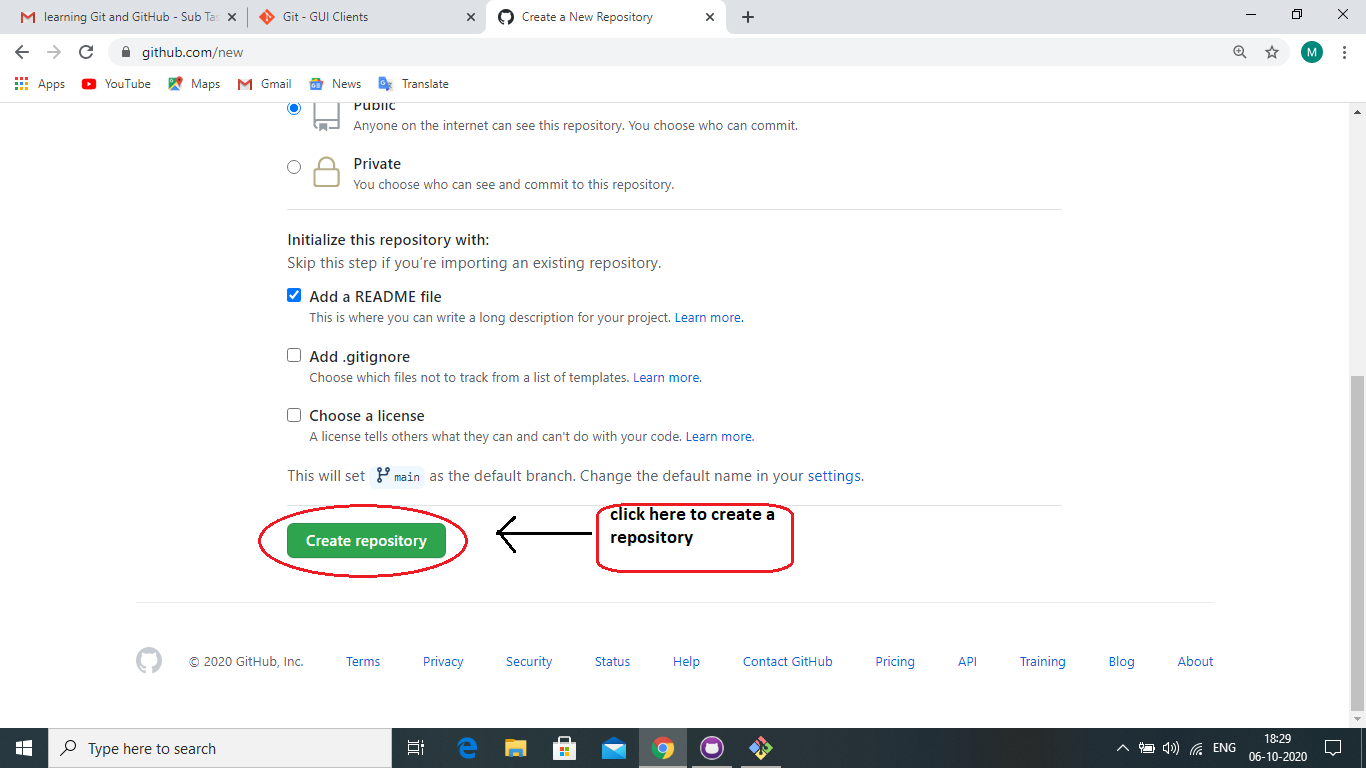 learning Git and GitHub - Sub Tas
Git - GUI Clients
Create a New Repository
github.com/new
M
Apps
YouTube
Maps
Gmail
News
Translate
Public
Anyone on the internet can see this repository. You choose who can commit.
Private
You choose who can see and commit to this repository.
Initialize this repository with:
Skip this step if you’re importing an existing repository.
Add a README file
This is where you can write a long description for your project. Learn more.
Add .gitignore
Choose which files not to track from a list of templates. Learn more.
Choose a license
A license tells others what they can and can't do with your code. Learn more.
This will set main as the default branch. Change the default name in your settings.
Create repository
click here to create a
repository
© 2020 GitHub, Inc.
Terms
Privacy
Security
Status
Help
Contact GitHub
Pricing
API
Training
Blog
About
Type here to search
ENG
18:29
06-10-2020